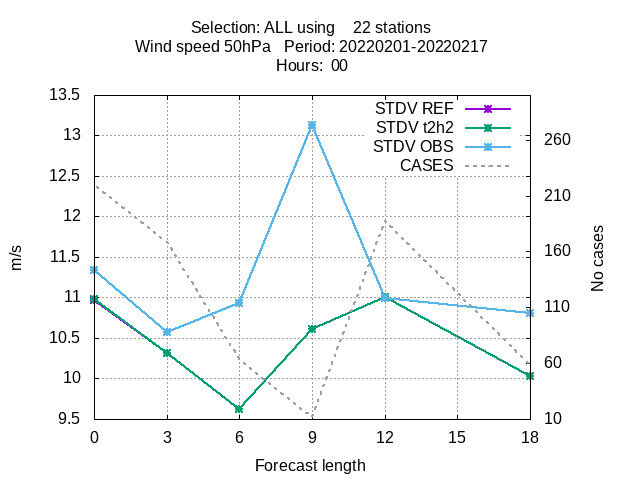 Selection: ALL using    22 stations
Wind speed 50hPa   Period: 20220201-20220217
Hours:  00
STDV REF
STDV t2h2
STDV OBS
CASES
13.5
13
12.5
12
11.5
11
10.5
10
9.5
m/s
260
210
160
110
60
10
No cases
0 3 6 9 12 15 18
Forecast length